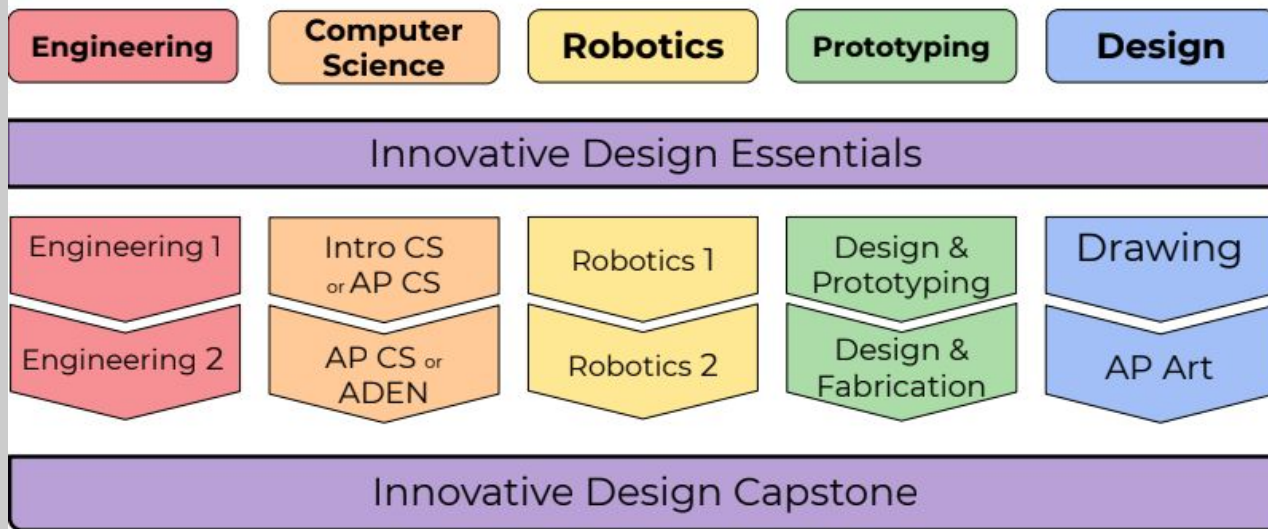 Engineering
Computer
Science
Robotics
Prototyping
Design
Innovative Design Essentials
Engineering 1
Intro CS
or AP CS
Robotics 1
Design &
Prototyping
Drawing
Engineering 2
AP CS or
ADEN
Robotics 2
Design &
Fabrication
AP Art
Innovative Design Capstone